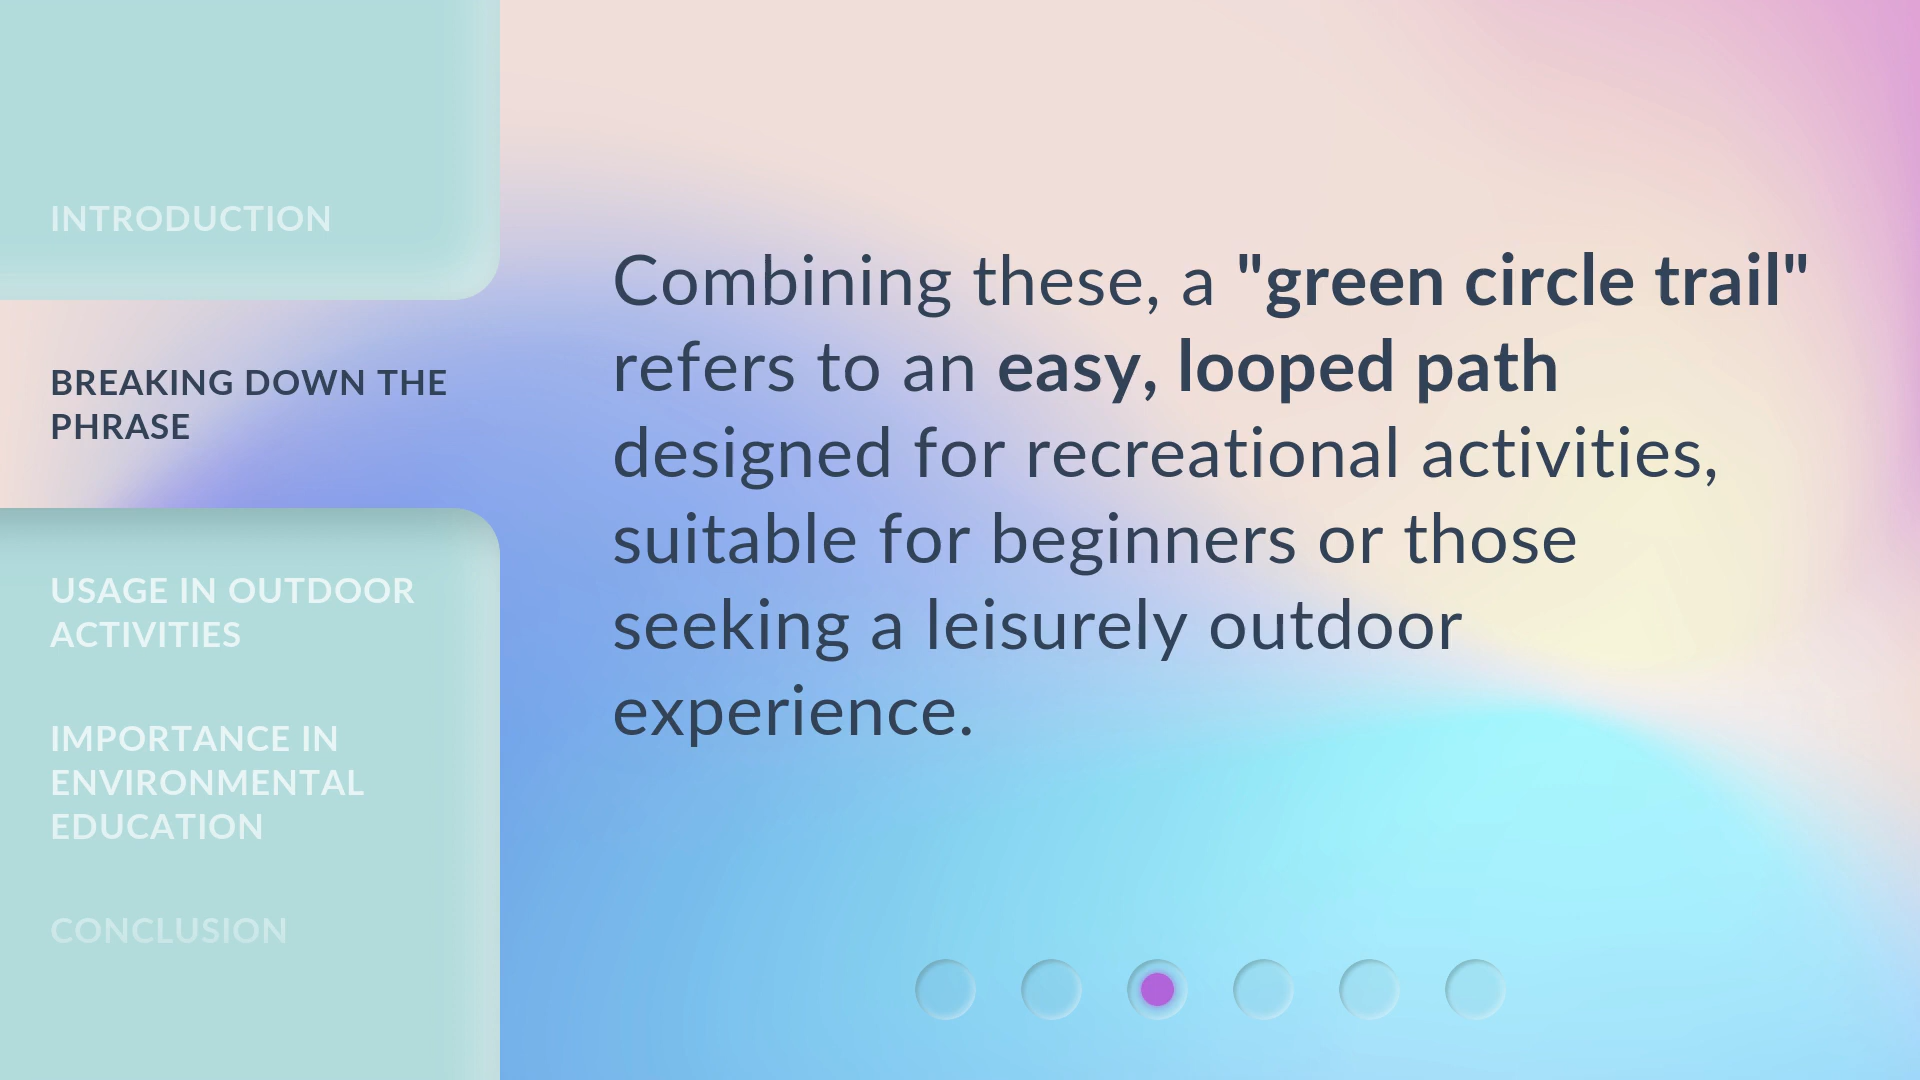 INTRODUCTION
BREAKING DOWN THE
PHRASE
USAGE IN OUTDOOR
ACTIVITIES
IMPORTANCE IN
ENVIRONMENTAL
EDUCATION
CONCLUSION
Combining these, a "green circle trail"
refers to an easy, looped path
designed for recreational activities,
suitable for beginners or those
seeking a leisurely outdoor
experience.